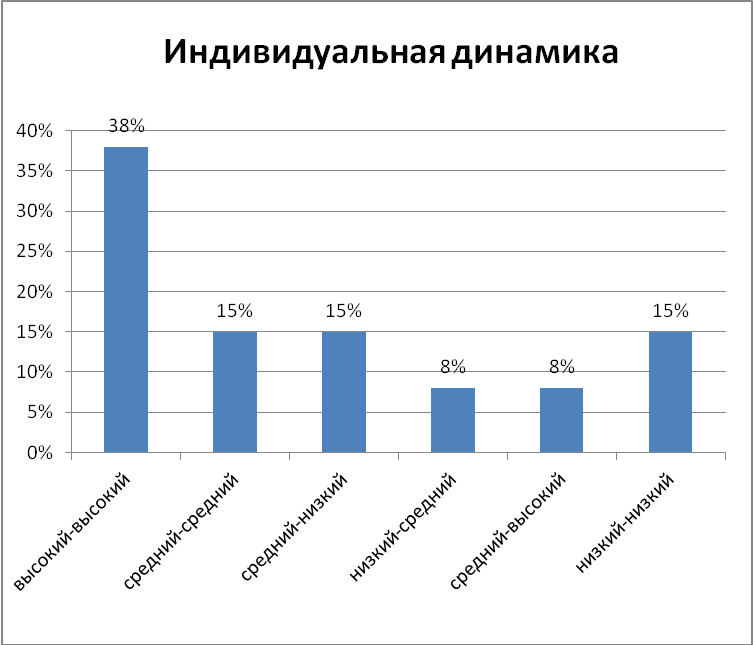 Индивидуальная динамика
40%
35%
30%
25%
20%
15%
10%
5%
0%
38%
15%
15%
8%
8%
15%
высокий-высокий
средний-средний
средний-низкий
низкий-средний
средний-высокий
низкий-низкий